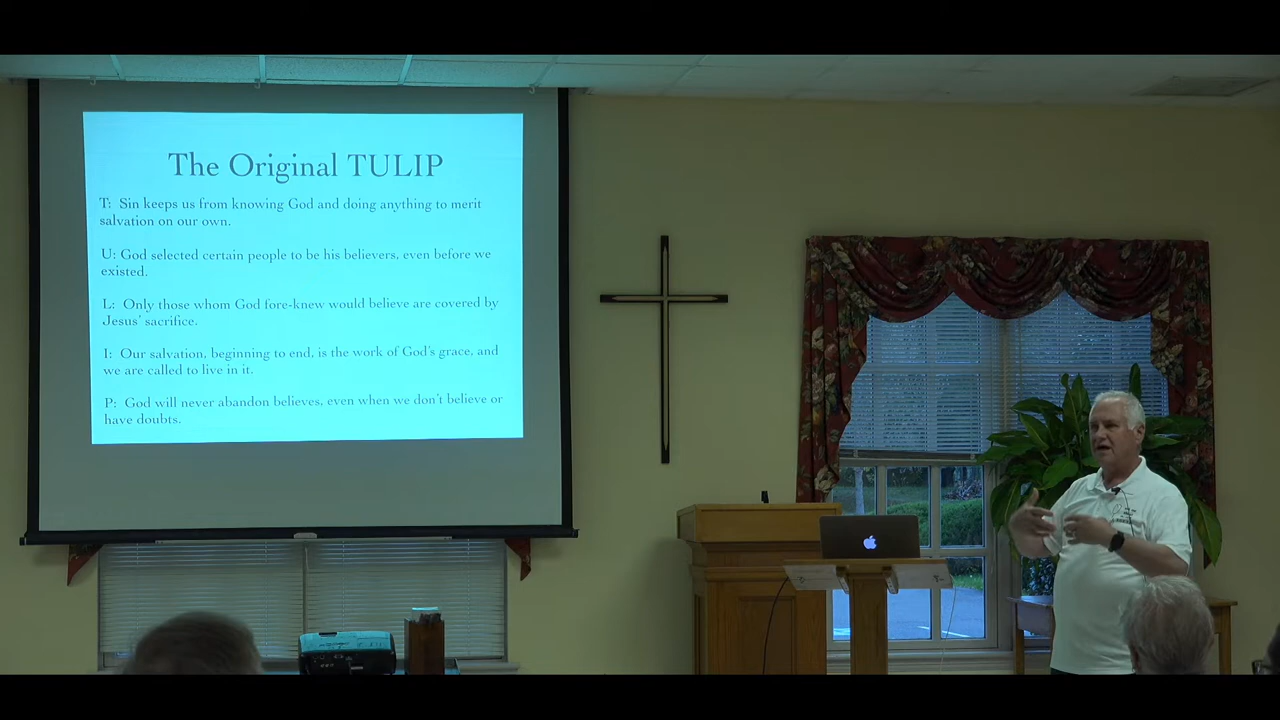 The Original TULIP
T: Sin keeps us from knowing God and doing anything to merit
salvation on our own.
U: God selected certain people to be his believers, even before we
existed.
L: Only those whom God fore-knew would believe are covered by
Jesus' sacrifice.
I: Our salvation, beginning to end, is the work of God's grace, and
we are called to live in it.
P: God will never abandon believes, even when we don't believe or
have doubts.